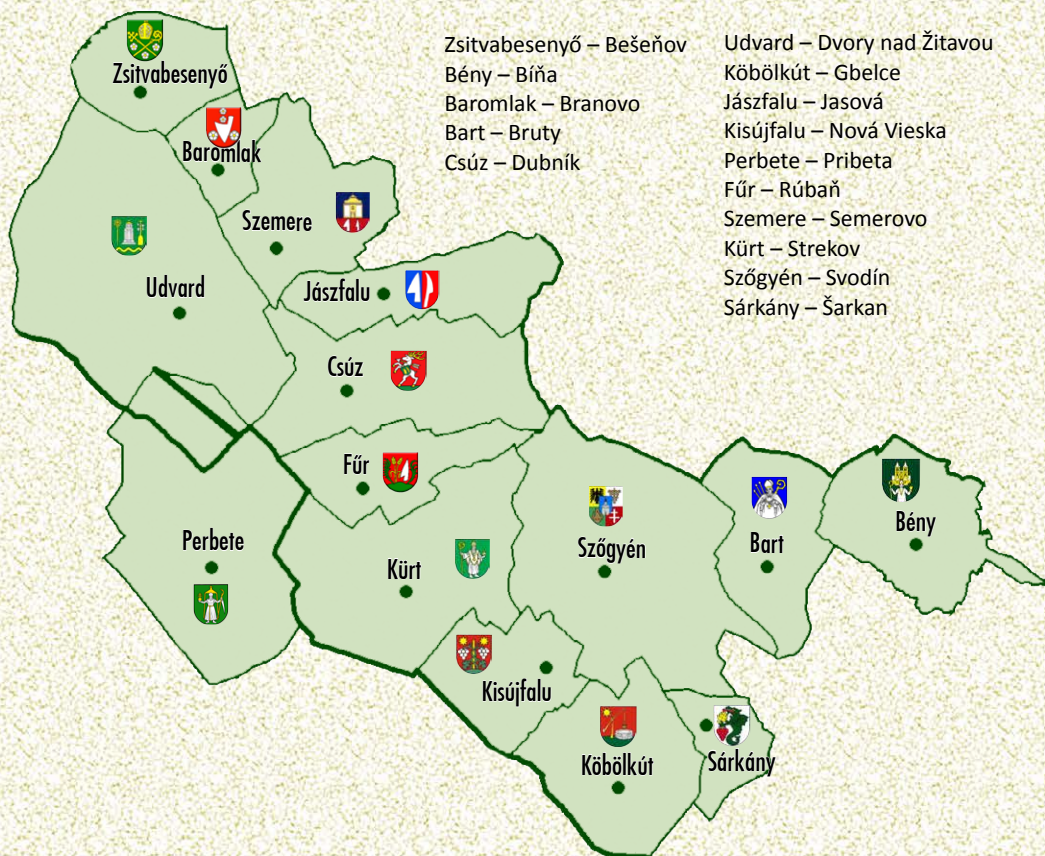 Zsitvabesenyő – Bešeňov
Bény – Bíňa
Baromlak – Branovo
Bart – Bruty
Csúz – Dubník
Udvard – Dvory nad Žitavou
Köbölkút – Gbelce
Jászfalu – Jasová
Kisújfalu – Nová Vieska
Perbete – Pribeta
Fűr – Rúbaň
Szemere – Semerovo
Kürt – Strekov
Szőgyén – Svodín
Sárkány – Šarkan
Zsitvabesenyő
Baromlak
Szemere
Udvard
Jászfalu
Csúz
Fűr
Perbete
Kürt
Szőgyén
Bart
Bény
Kisújfalu
Köbölkút
Sárkány